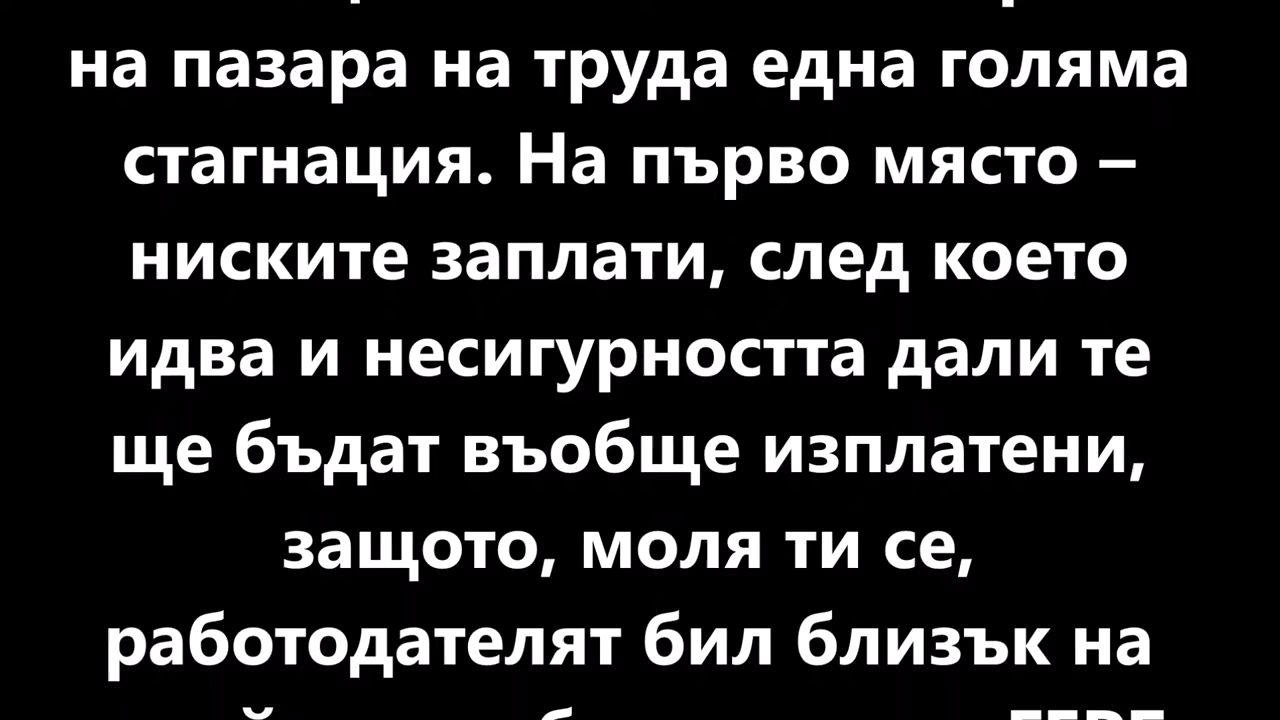 на пазара на труда една голяма
стагнация. На първо място –
ниските заплати, след което
идва и несигурността дали те
ще бъдат въобще изплатени,
защото, моля ти се,
работодателят бил близък на